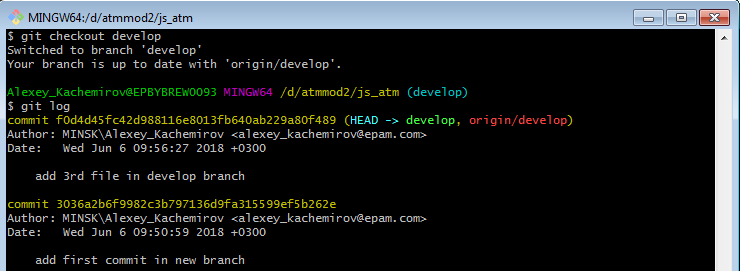 MINGW64:/d/atmmod2/js_atm
$ git checkout develop
Switched to branch 'develop'
Your branch is up to date with 'origin/develop'.
Alexey_Kachemirov@EPBYBREW0093 MINGW64 /d/atmmod2/js_atm (develop)
$ git log
commit f0d4d45fc42d988116e8013fb640ab229a80f489 (HEAD -> develop, origin/develop)
Author: MINSK\Alexey_Kachemirov <alexey_kachemirov@epam.com>
Date:   Wed Jun 6 09:56:27 2018 +0300
add 3rd file in develop branch
commit 3036a2b6f9982c3b797136d9fa315599ef5b262e
Author: MINSK\Alexey_Kachemirov <alexey_kachemirov@epam.com>
Date:   Wed Jun 6 09:50:59 2018 +0300
add first commit in new branch